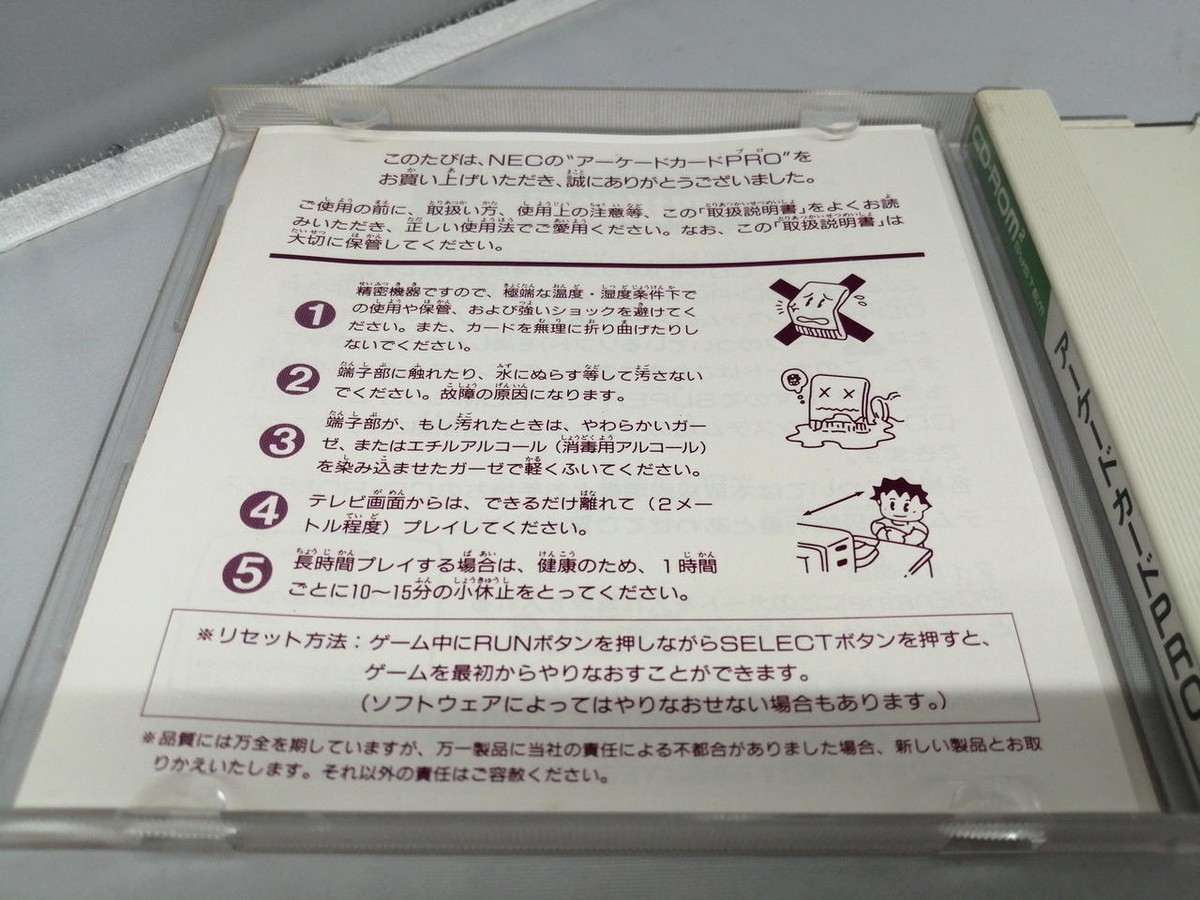 このたびは、NECの"アーケードカードPRO"を
お買い上げいただき、誠にありがとうございました。
ご使用の前に、取扱い方、使用上の注意等、この「取扱説明書」をよくお読
みいただき、正しい使用法でご愛用ください。なお、この「取扱説明書」は
大切に保管してください。
1 精密機器ですので、極端な温度・湿度条件下で
の使用や保管、および強いショックを避けてく
ださい。また、カードを無理に折り曲げたりし
ないでください。
2 端子部に触れたり、水にぬらす等して汚さない
でください。故障の原因になります。
3 端子部が、もし汚れたときは、やわらかいガー
ゼ、またはエチルアルコール（消毒用アルコール）
を染み込ませたガーゼで軽くふいてください。
4 テレビ画面からは、できるだけ離れて（2メー
トル程度）プレイしてください。
5 長時間プレイする場合は、健康のため、1時間
ごとに10〜15分の小休止をとってください。
※リセット方法：ゲーム中にRUNボタンを押しながらSELECTボタンを押すと、
ゲームを最初からやりなおすことができます。
（ソフトウェアによってはやりなおせない場合もあります。）
※品質には万全を期していますが、万一製品に当社の責任による不都合がありました場合、新しい製品とお取
りかえいたします。それ以外の責任はご容赦ください。
CD-ROM2 SYSTEM
アーケードカードPRO